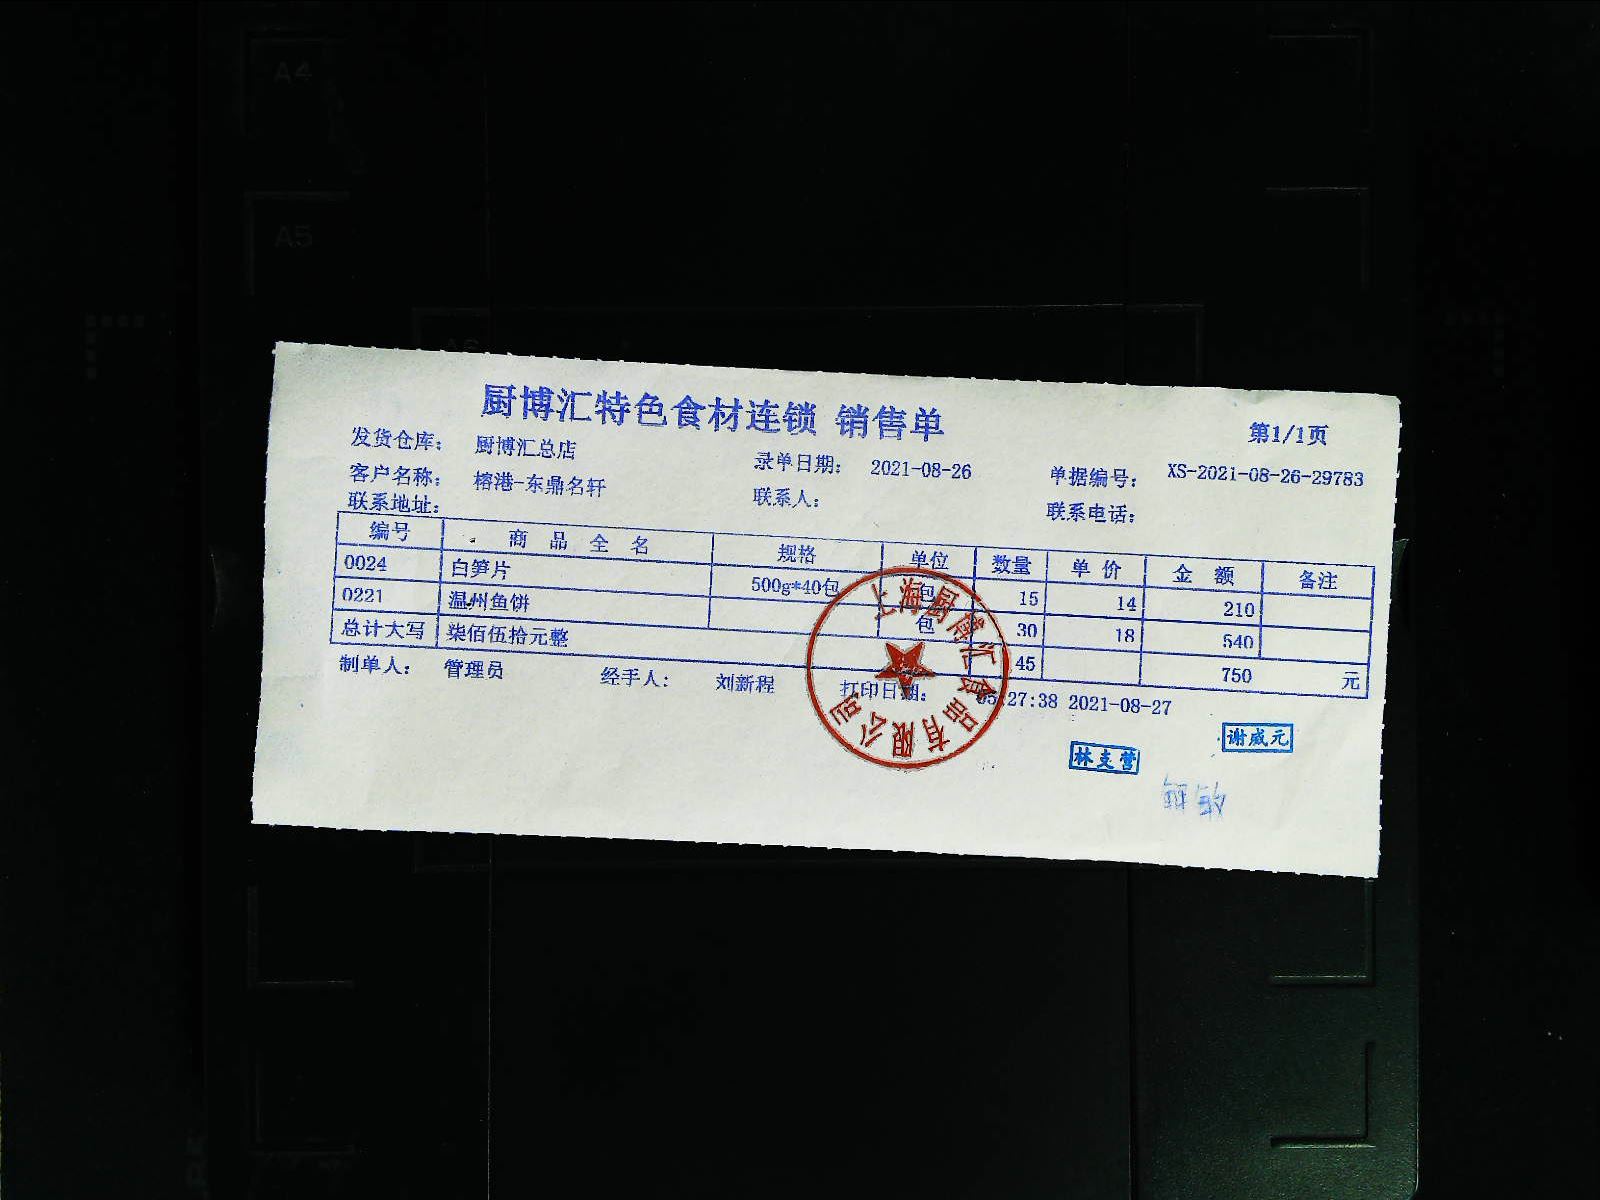 A4
A5
A6
厨博汇特色食材连锁 销售单
第1/1页
发货仓库： 厨博汇总店 录单日期： 2021-08-26 单据编号： XS-2021-08-26-29783
客户名称： 榕港-东鼎名轩 联系人： 联系电话：
联系地址：
编号 商 品 全 名 规格 单位 数量 单 价 金 额 备注
0024 白笋片 500g*40包 包 15 14 210
0221 温州鱼饼 包 30 18 540
总计大写 柒佰伍拾元整 45 750 元
制单人： 管理员 经手人： 刘新程 打印日期： :27:38 2021-08-27
上海厨博汇食品有限公司
谢威元
林支营
敏